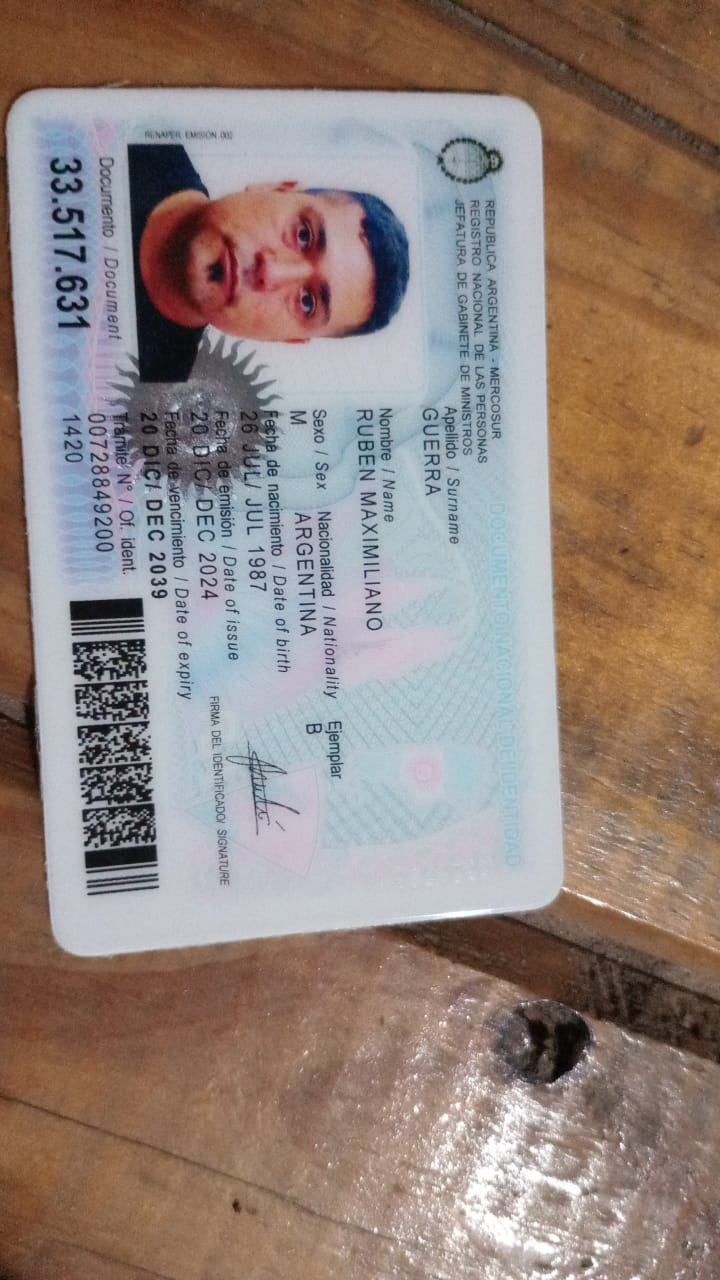 REPUBLICA ARGENTINA - MERCOSUR
REGISTRO NACIONAL DE LAS PERSONAS
JEFATURA DE GABINETE DE MINISTROS
DOCUMENTO NACIONAL DE IDENTIDAD
RENAPER, EMISIÓN 002
Apellido / Surname
GUERRA
Nombre / Name
RUBEN MAXIMILIANO
Sexo / Sex Nacionalidad / Nationality Ejemplar
M ARGENTINA B
Fecha de nacimiento / Date of birth
26 JUL/ JUL 1987
Fecha de emisión / Date of issue
20 DIC/ DEC 2024
Fecha de vencimiento / Date of expiry
20 DIC/ DEC 2039
FIRMA DEL IDENTIFICADO/ SIGNATURE
Documento / Document
33.517.631
Trámite N° / Of. ident.
00728849200
1420